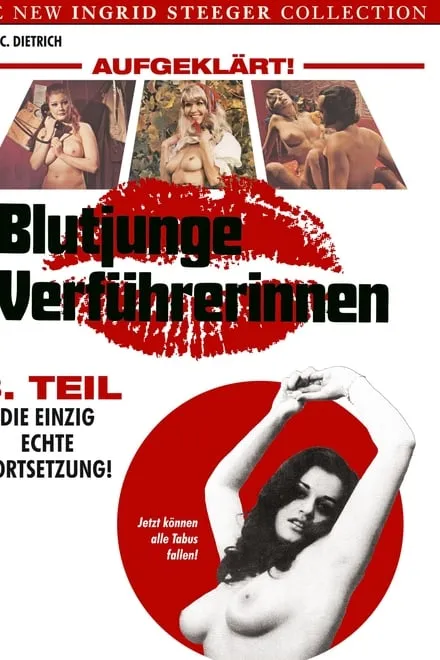 NEW INGRID STEEGER COLLECTION
C. DIETRICH
AUFGEKLÄRT!
Blutjunge
Verführerinnen
. TEIL
DIE EINZIG
ECHTE
ORTSETZUNG!
Jetzt können
alle Tabus
fallen!